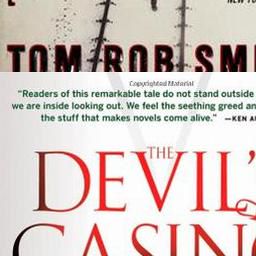 TOM ROB SM
Copyrighted Material
"Readers of this remarkable tale do not stand outside
we are inside looking out. We feel the seething greed an
the stuff that makes novels come alive." —KEN A
THE
DEVIL'
CASIN